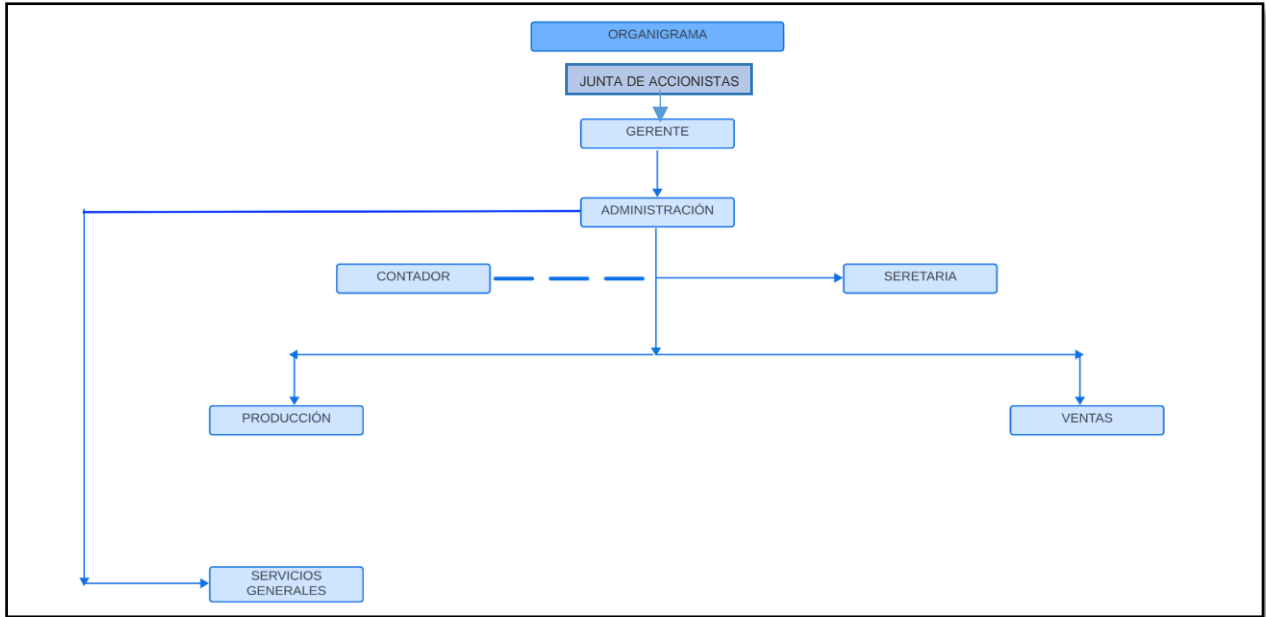 ORGANIGRAMA
JUNTA DE ACCIONISTAS
GERENTE
ADMINISTRACIÓN
CONTADOR
SERETARIA
PRODUCCIÓN
VENTAS
SERVICIOS
GENERALES